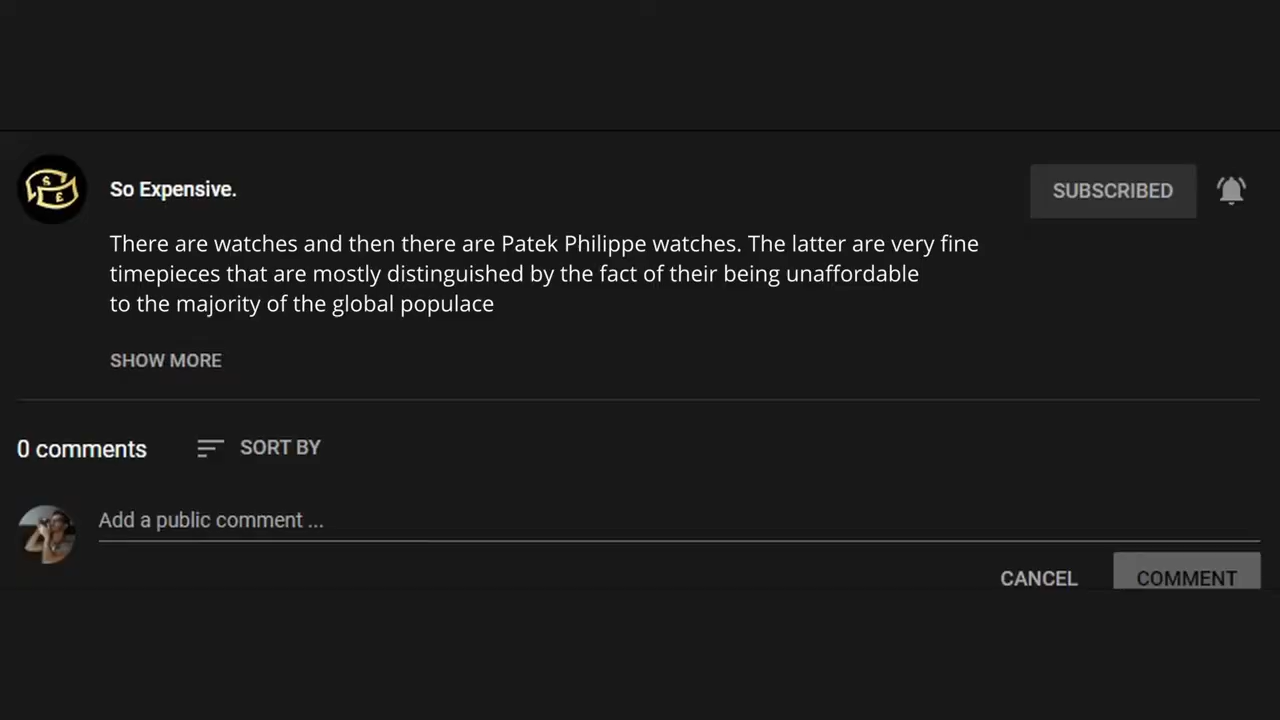 So Expensive.
SUBSCRIBED
There are watches and then there are Patek Philippe watches. The latter are very fine
timepieces that are mostly distinguished by the fact of their being unaffordable
to the majority of the global populace
SHOW MORE
0 comments
SORT BY
Add a public comment ...
CANCEL
COMMENT